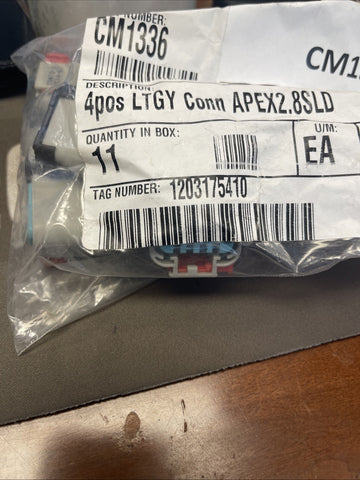 NUMBER:
CM1336
CM1
DESCRIPTION:
4pos LTGY Conn APEX2.8SLD
QUANTITY IN BOX:
11
U/M:
EA
TAG NUMBER: 1203175410